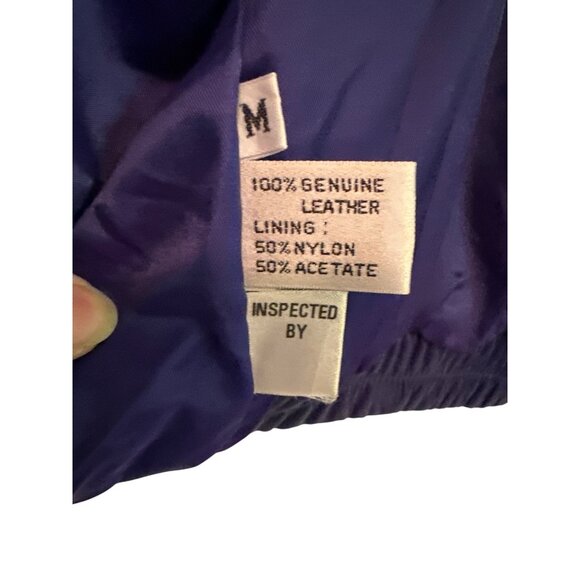 M
100% GENUINE
LEATHER
LINING :
50% NYLON
50% ACETATE
INSPECTED
BY